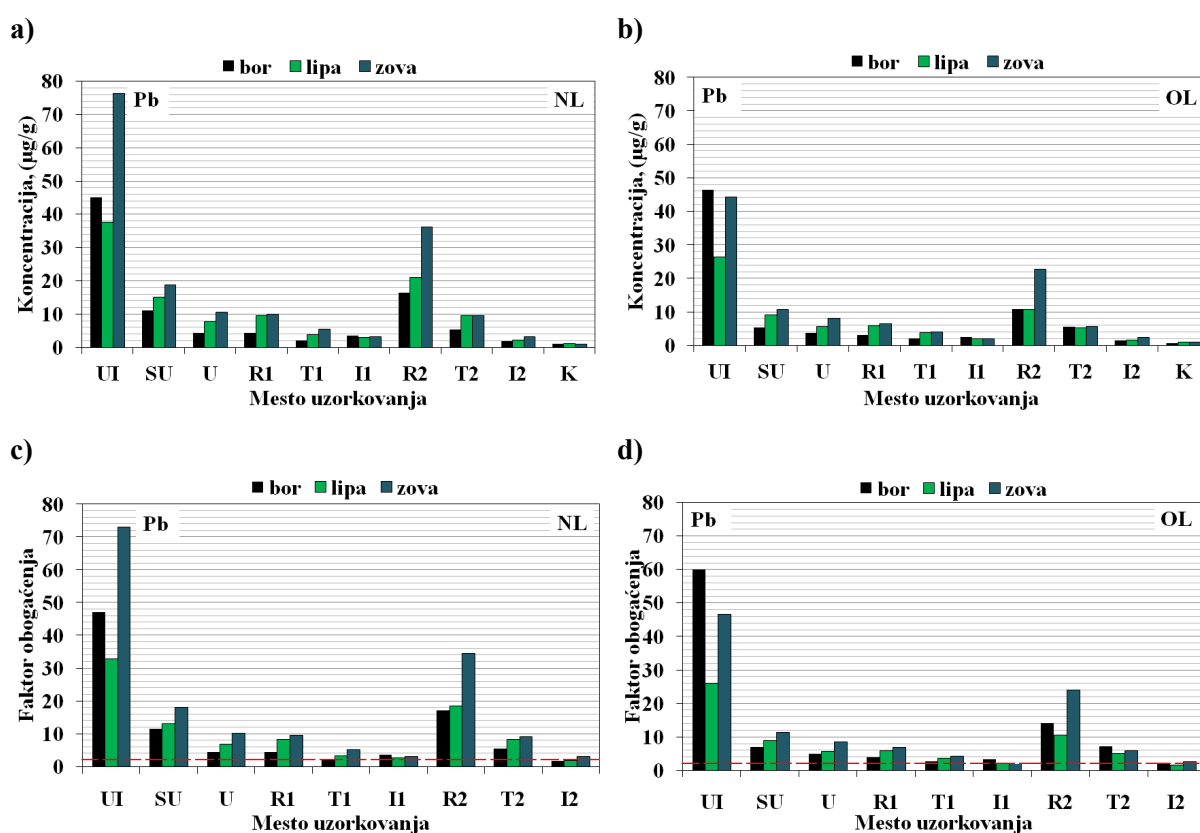 a)
bor lipa zova
Pb NL
80
70
60
50
40
30
20
10
0
Koncentracija, (µg/g)
UI SU U R1 T1 I1 R2 T2 I2 K
Mesto uzorkovanja
b)
bor lipa zova
Pb OL
80
70
60
50
40
30
20
10
0
Koncentracija, (µg/g)
UI SU U R1 T1 I1 R2 T2 I2 K
Mesto uzorkovanja
c)
bor lipa zova
Pb NL
80
70
60
50
40
30
20
10
0
Faktor obogaćenja
UI SU U R1 T1 I1 R2 T2 I2
Mesto uzorkovanja
d)
bor lipa zova
Pb OL
80
70
60
50
40
30
20
10
0
Faktor obogaćenja
UI SU U R1 T1 I1 R2 T2 I2
Mesto uzorkovanja